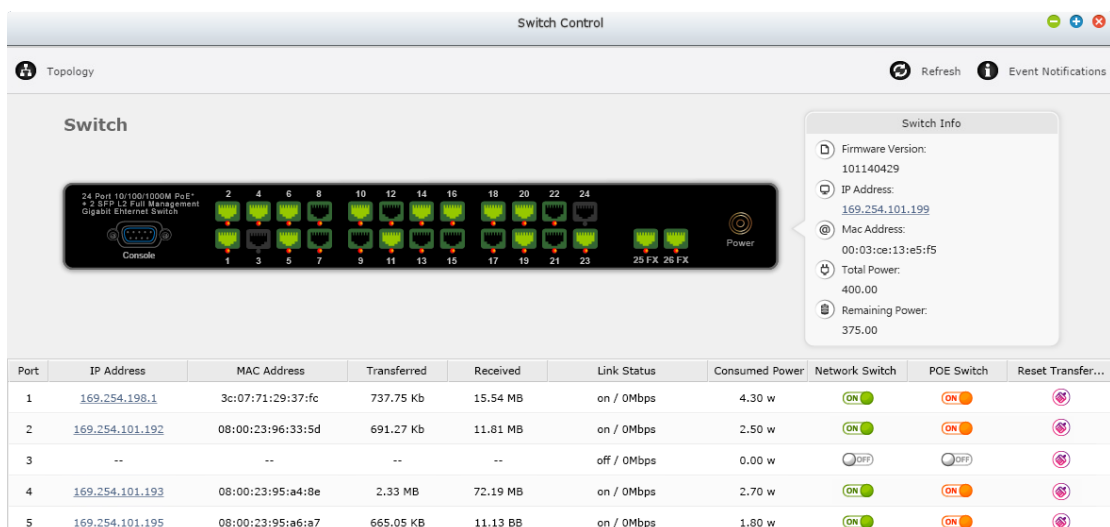 Switch Control
Topology
Refresh
Event Notifications
Switch
Switch Info
Firmware Version:
101140429
IP Address:
169.254.101.199
Mac Address:
00:03:ce:13:e5:f5
Total Power:
400.00
Remaining Power:
375.00
24 Port 10/100/1000M PoE+
+ 2 SFP L2 Full Management
Gigabit Ethernet Switch
Console
2 4 6 8 10 12 14 16 18 20 22 24
1 3 5 7 9 11 13 15 17 19 21 23 25 FX 26 FX
Power
Port IP Address MAC Address Transferred Received Link Status Consumed Power Network Switch POE Switch Reset Transfer...
1 169.254.198.1 3c:07:71:29:37:fc 737.75 Kb 15.54 MB on / 0Mbps 4.30 w ON ON
2 169.254.101.192 08:00:23:96:33:5d 691.27 Kb 11.81 MB on / 0Mbps 2.50 w ON ON
3 -- -- -- -- off / 0Mbps 0.00 w OFF OFF
4 169.254.101.193 08:00:23:95:a4:8e 2.33 MB 72.19 MB on / 0Mbps 2.70 w ON ON
5 169.254.101.195 08:00:23:95:a6:a7 665.05 KB 11.13 BB on / 0Mbps 1.80 w ON ON